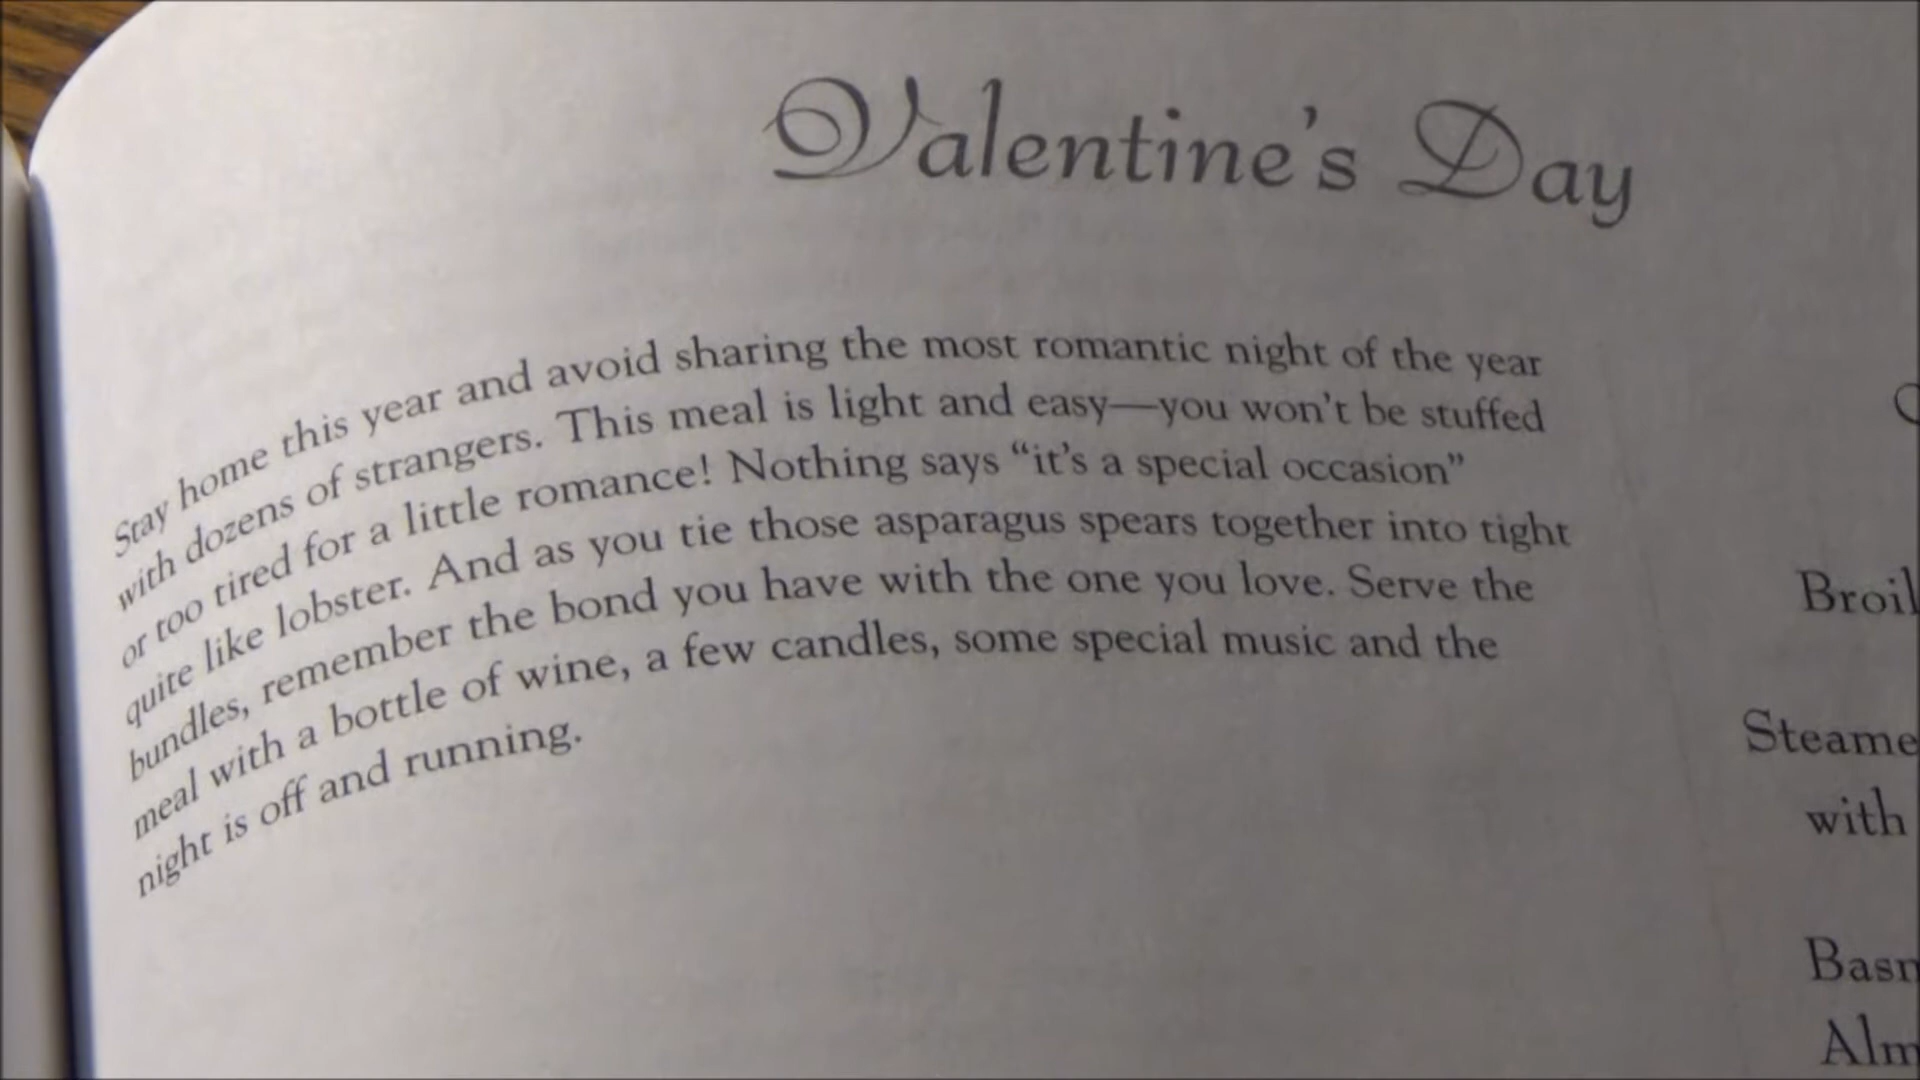 Valentine's Day
Stay home this year and avoid sharing the most romantic night of the year
with dozens of strangers. This meal is light and easy—you won't be stuffed
or too tired for a little romance! Nothing says “it's a special occasion”
quite like lobster. And as you tie those asparagus spears together into tight
bundles, remember the bond you have with the one you love. Serve the
meal with a bottle of wine, a few candles, some special music and the
night is off and running.
Broil
Steame
with
Alm